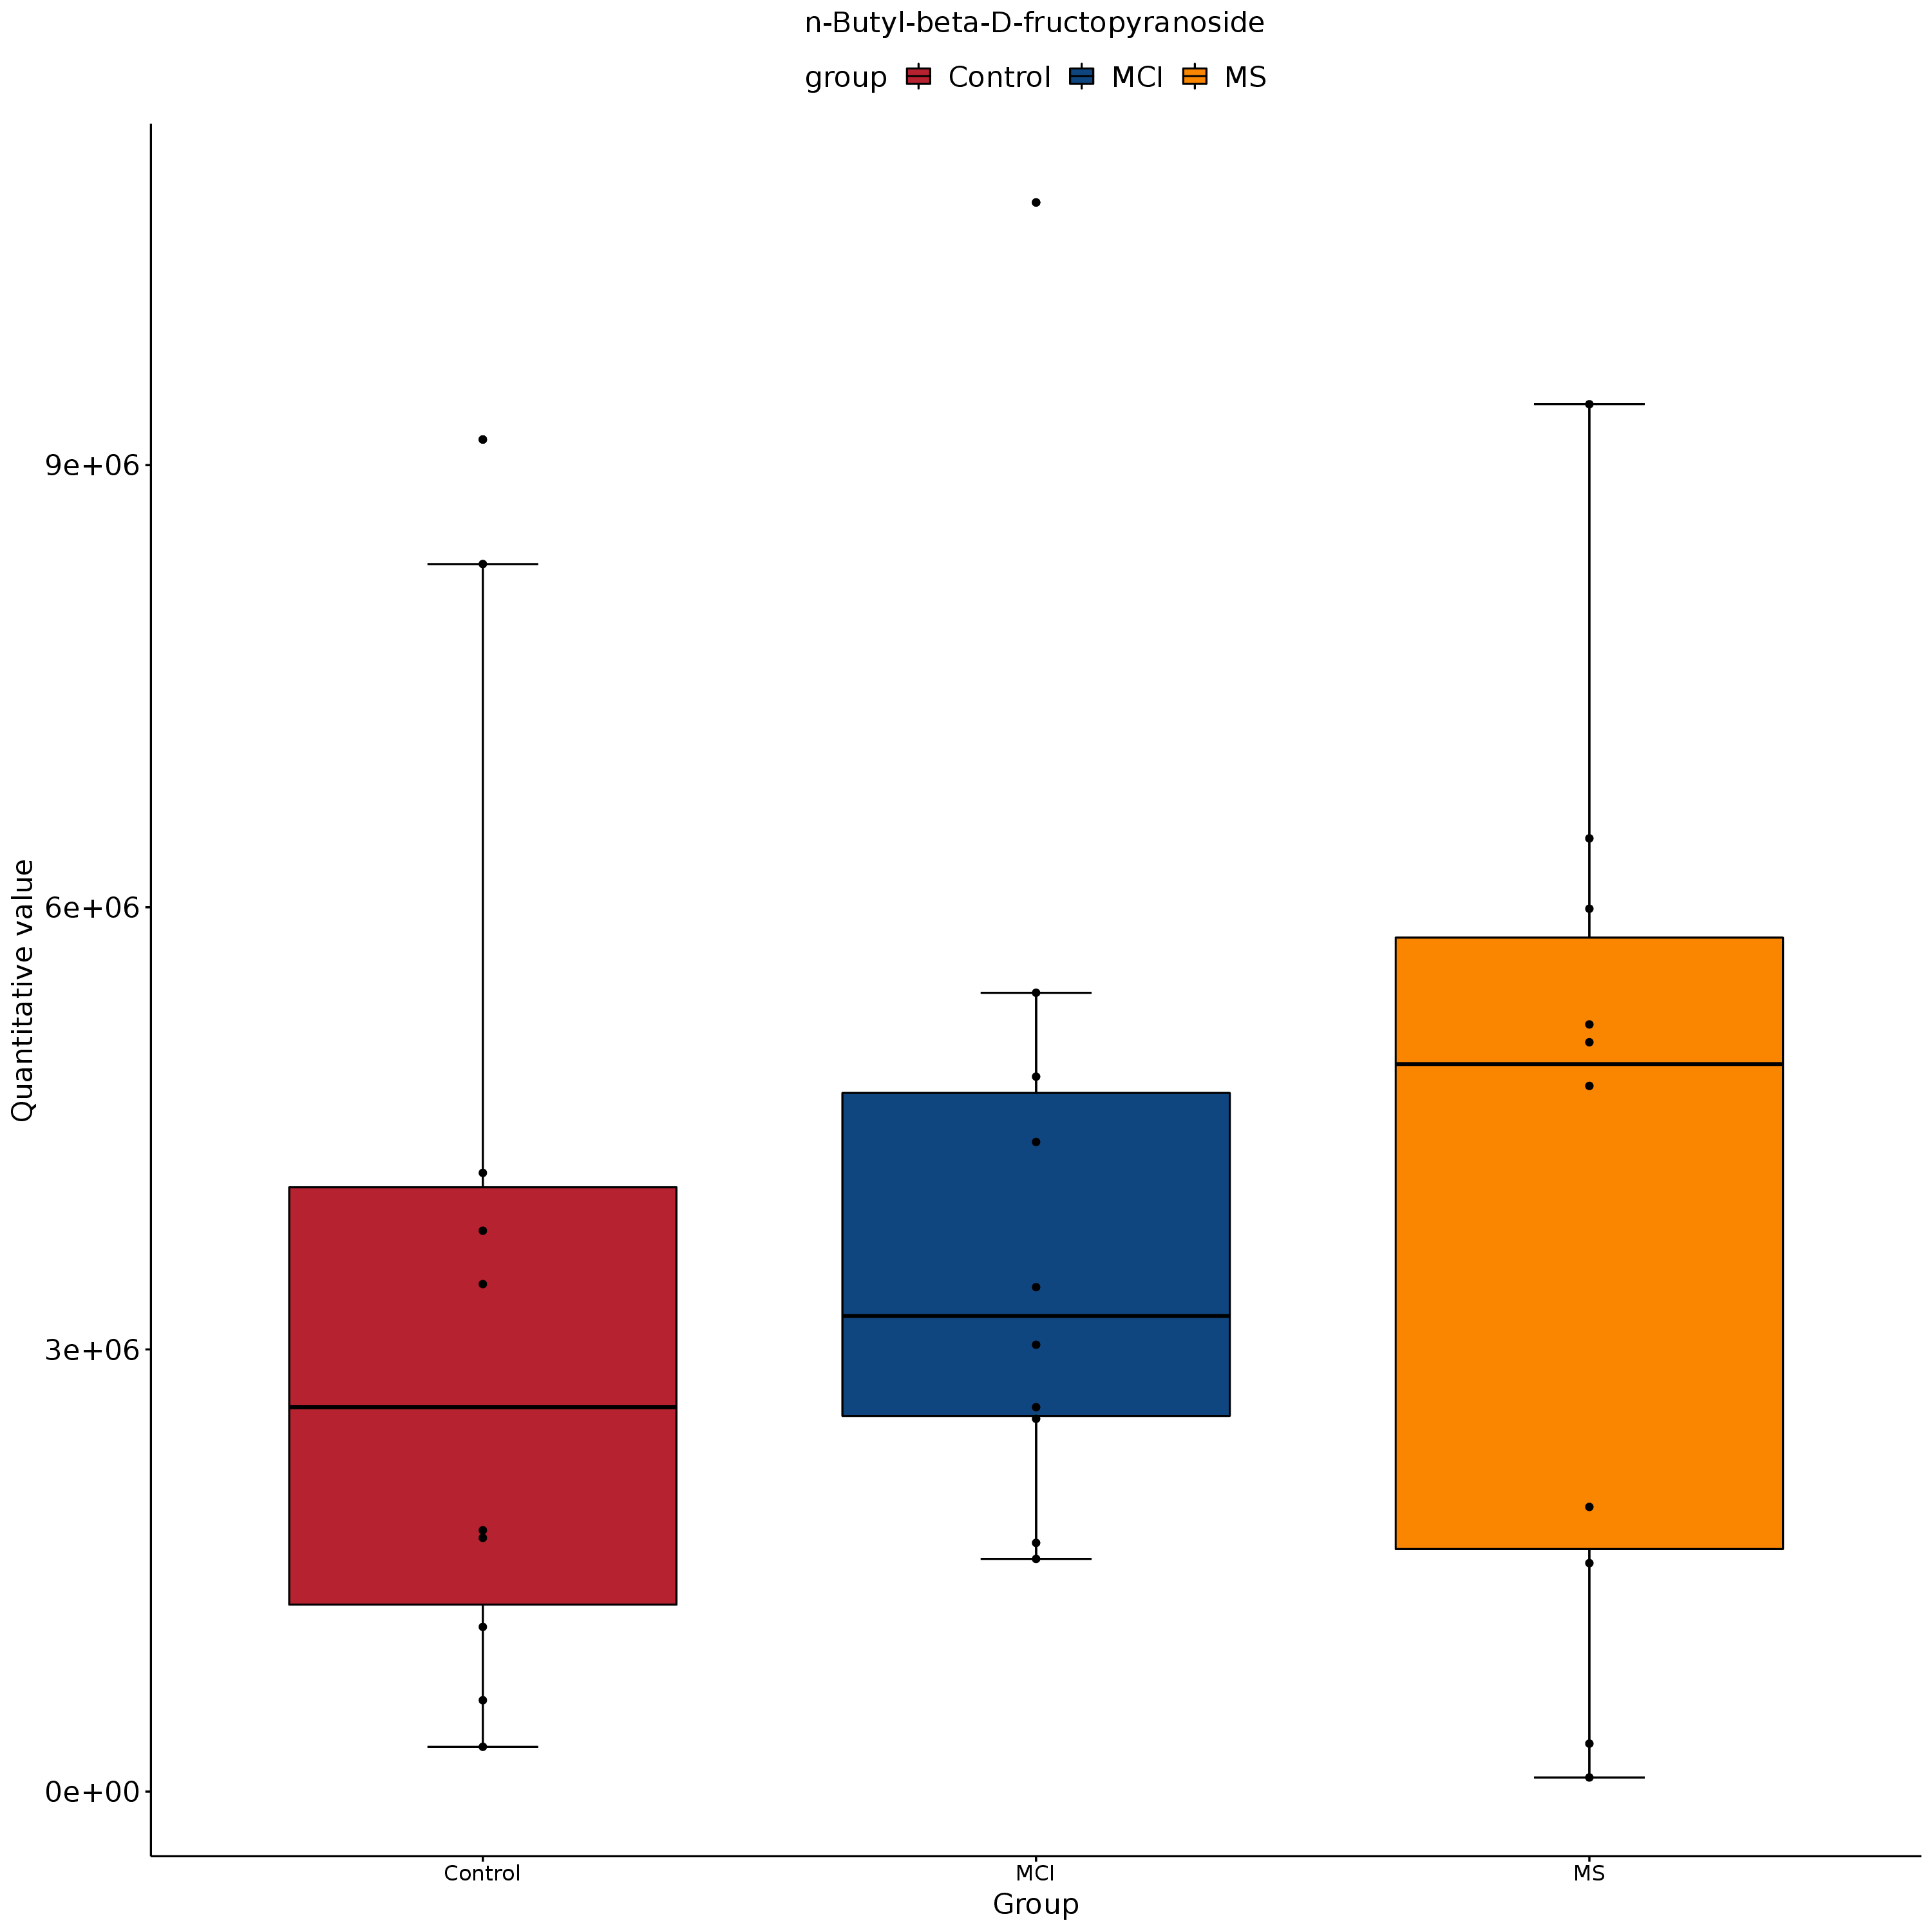 n-Butyl-beta-D-fructopyranoside
group Control MCI MS
Quantitative value
9e+06
6e+06
3e+06
0e+00
Control MCI MS
Group